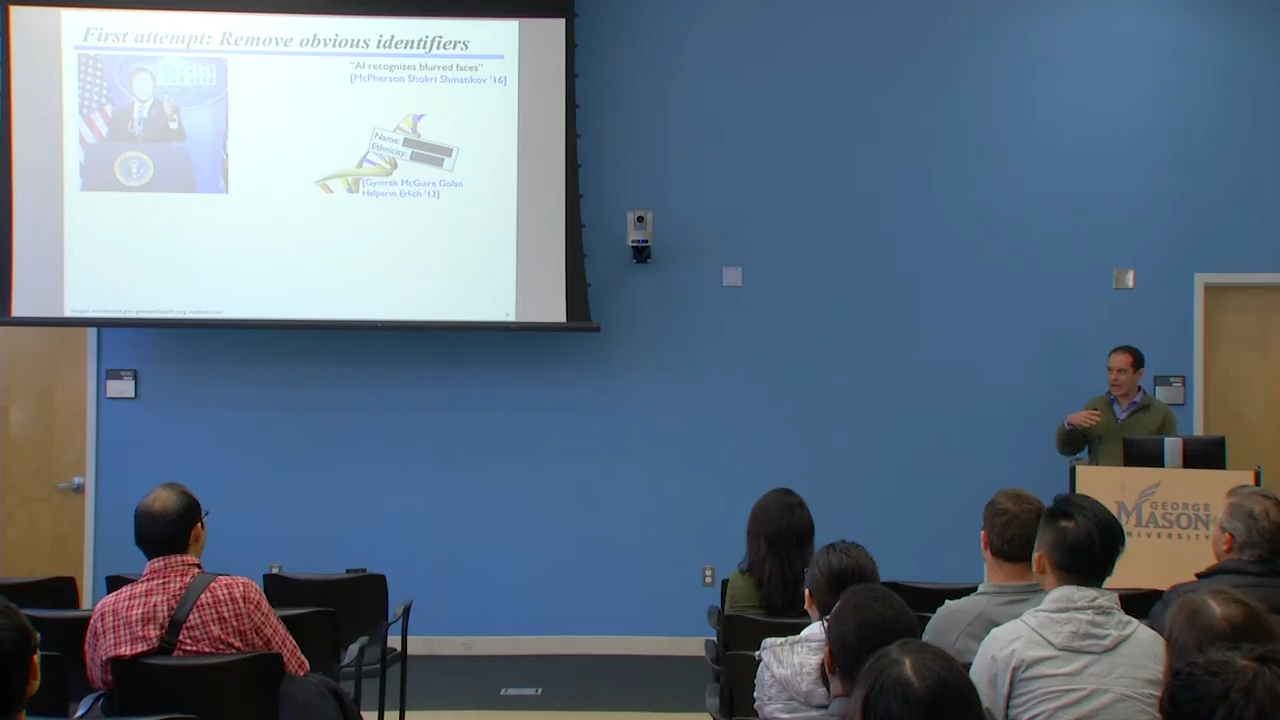 First attempt: Remove obvious identifiers
"AI recognizes blurred faces"
[McPherson Shokri Shmatikov '16]
Name:
Ethnicity:
[Gymrek McGuire Golan
Halperin Erlich '13]
GEORGE
MASON
UNIVERSITY